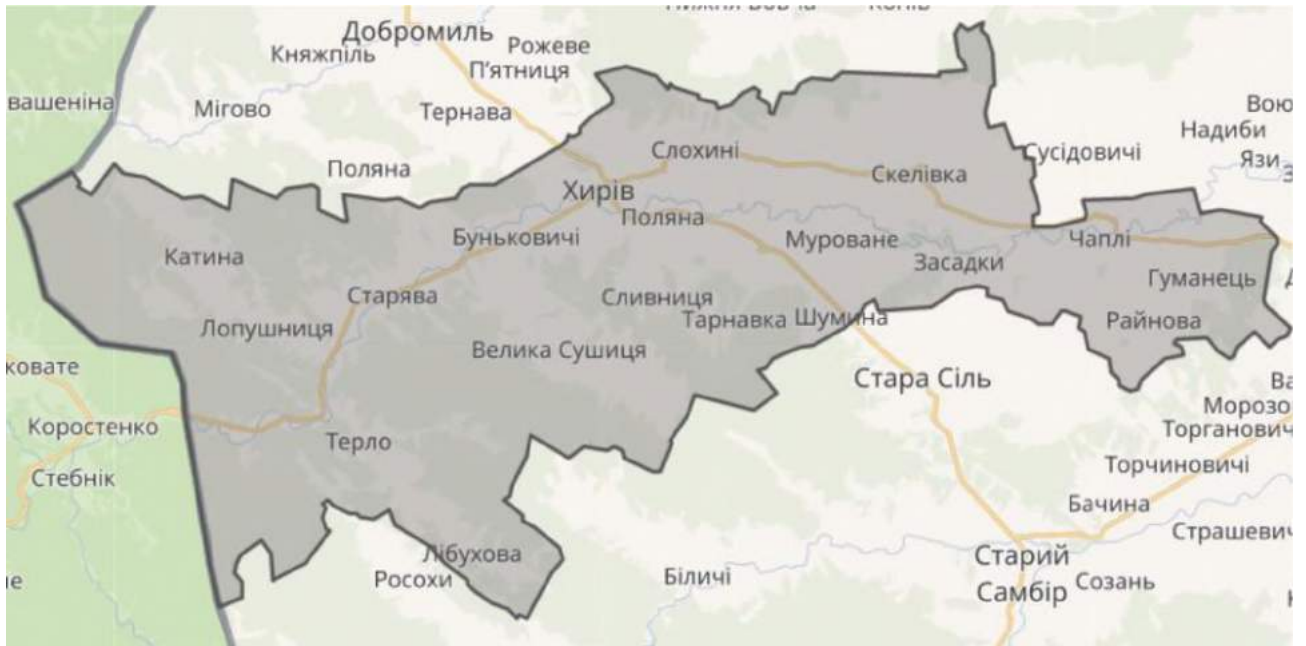 Добромиль
Княжпіль
Рожеве
П’ятниця
вашеніна
Мігово
Тернава
Вою
Надиби
Язи
Поляна
Слохині
Сусідовичі
Скелівка
Хирів
Поляна
Буньковичі
Муроване
Чаплі
Катина
Засадки
Гуманець
Старява
Сливниця
Лопушниця
Тарнавка
Шумина
Райнова
Велика Сушиця
ковате
Стара Сіль
Коростенко
Терло
Морозо
Торганович
Стебнік
Торчиновичі
Бачина
Страшевич
Лібухова
Росохи
Біличі
Старий
Самбір
Созань